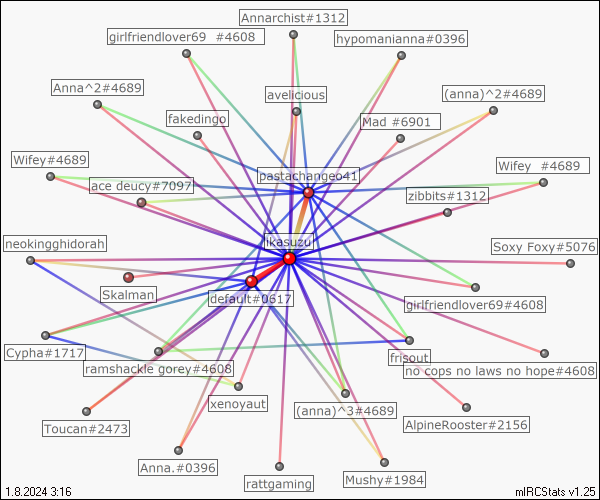 Annarchist#1312
girlfriendlover69  #4608
hypomanianna#0396
Anna^2#4689
avelicious
(anna)^2#4689
fakedingo
Mad #6901
Wifey#4689
pastachangeo41
Wifey  #4689
ace deucy#7097
zibbits#1312
neokingghidorah
likasuzu
Soxy Foxy#5076
Skalman
default#0617
girlfriendlover69#4608
Cypha#1717
ramshackle gorey#4608
frisout
no cops no laws no hope#4608
xenoyaut
(anna)^3#4689
Toucan#2473
AlpineRooster#2156
Anna.#0396
rattgaming
Mushy#1984
1.8.2024 3:16
mIRCStats v1.25